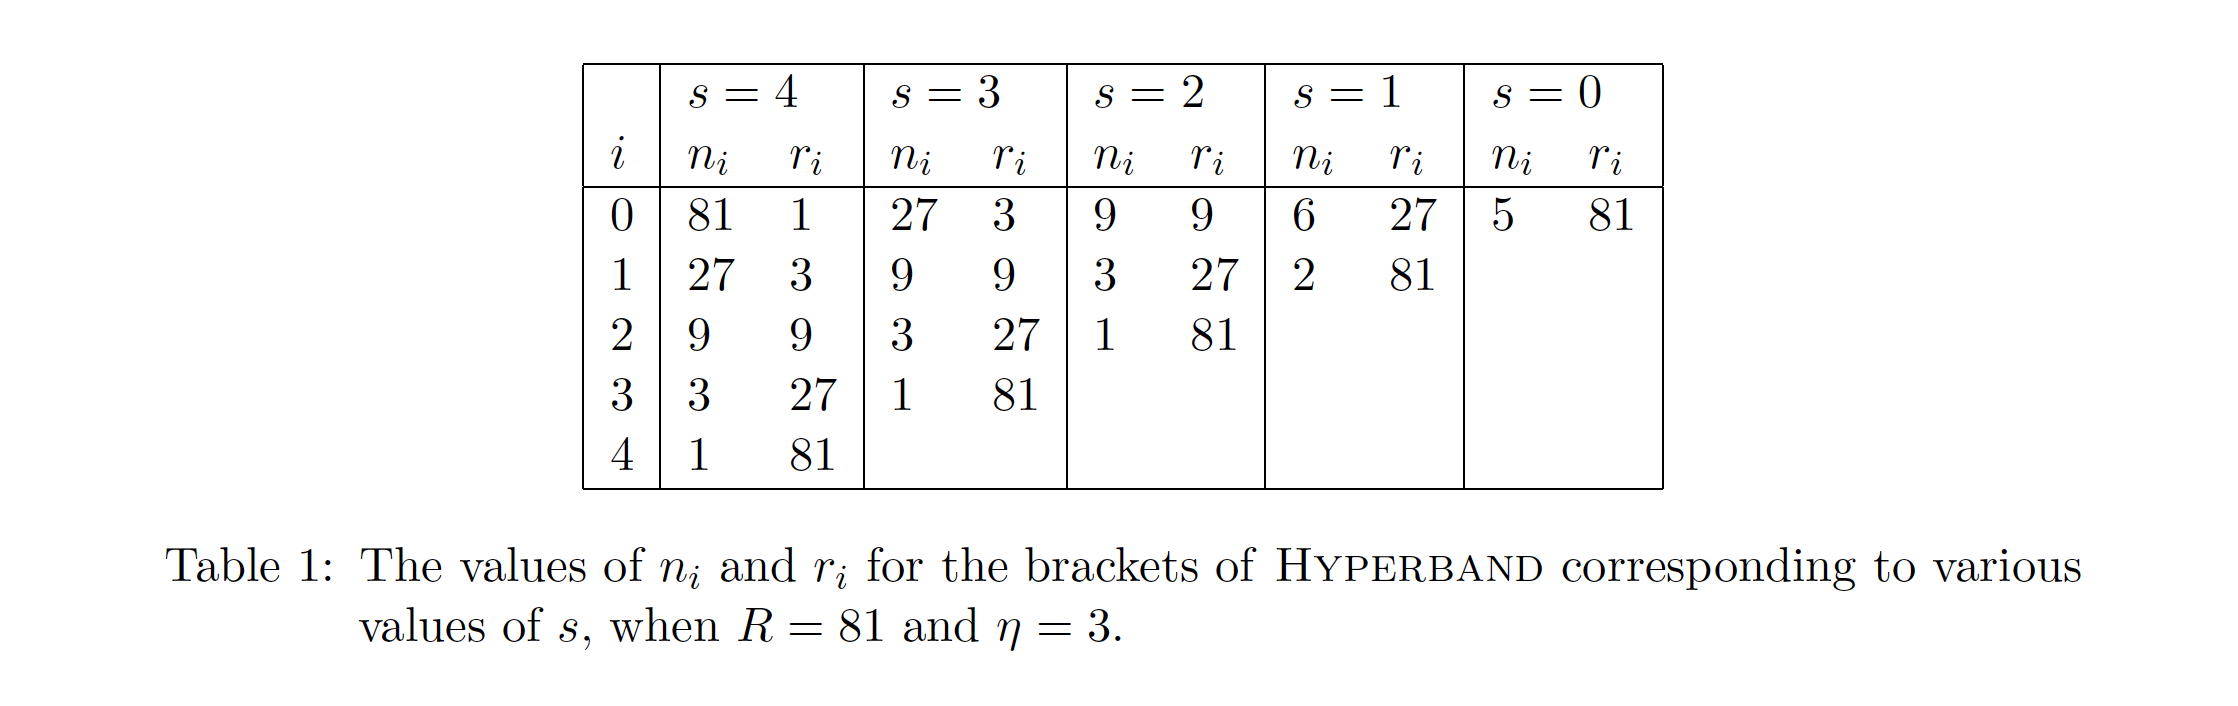 s = 4 s = 3 s = 2 s = 1 s = 0
i n_i r_i n_i r_i n_i r_i n_i r_i n_i r_i
0 81 1 27 3 9 9 6 27 5 81
1 27 3 9 9 3 27 2 81
2 9 9 3 27 1 81
3 3 27 1 81
4 1 81
Table 1: The values of n_i and r_i for the brackets of HYPERBAND corresponding to various
values of s, when R = 81 and η = 3.